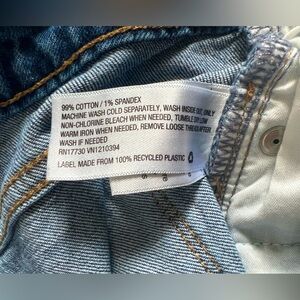 99% COTTON / 1% SPANDEX
MACHINE WASH COLD SEPARATELY, WASH INSIDE OUT, ONLY
NON-CHLORINE BLEACH WHEN NEEDED, TUMBLE DRY LOW
WARM IRON WHEN NEEDED, REMOVE LOOSE THREADS AFTER
WASH IF NEEDED
RN17730 VN1210394
LABEL MADE FROM 100% RECYCLED PLASTIC